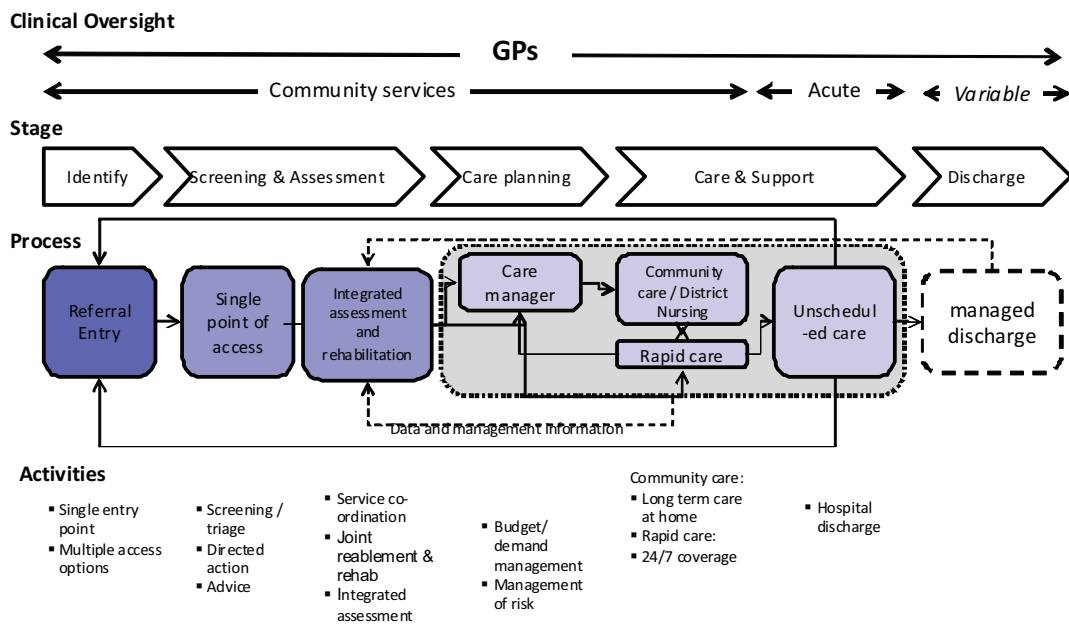 Clinical Oversight
GPs
Community services
Acute
Variable
Stage
Identify
Screening & Assessment
Care planning
Care & Support
Discharge
Process
Referral
Entry
Single
point of
access
Integrated
assessment
and
rehabilitation
Care
manager
Community
care / District
Nursing
Rapid care
Unschedul
-ed care
managed
discharge
Data and management information
Activities
▪ Single entry
point
▪ Multiple access
options
▪ Screening /
triage
▪ Directed
action
▪ Advice
▪ Service co-
ordination
▪ Joint
reablement &
rehab
▪ Integrated
assessment
▪ Budget/
demand
management
▪ Management
of risk
Community care:
▪ Long term care
at home
▪ Rapid care:
▪ 24/7 coverage
▪ Hospital
discharge